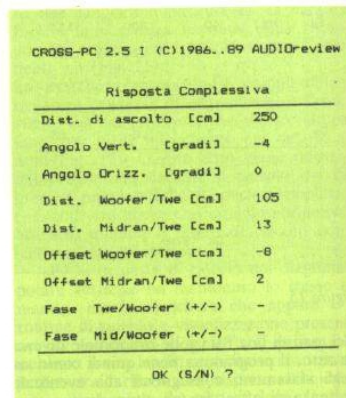 CROSS-PC 2.5 I (C)1986..89 AUDIOreview
Risposta Complessiva
Dist. di ascolto [cm] 250
Angolo Vert. [gradi] -4
Angolo Orizz. [gradi] 0
Dist. Woofer/Twe [cm] 105
Dist. Midran/Twe [cm] 13
Offset Woofer/Twe [cm] -8
Offset Midran/Twe [cm] 2
Fase Twe/Woofer (+/-) -
Fase Mid/Woofer (+/-) -
OK (S/N) ?